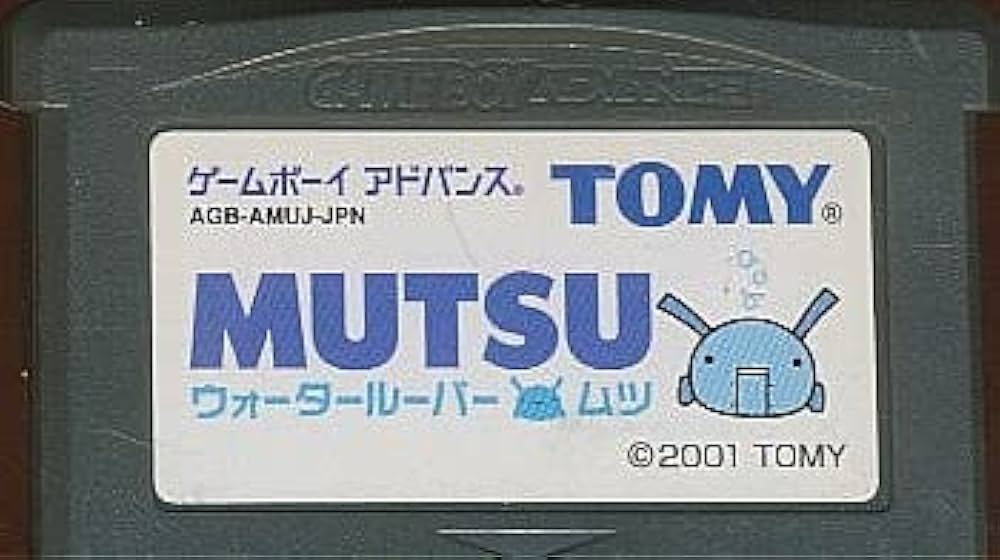 GAME BOY ADVANCE
ゲームボーイ アドバンス®
TOMY®
AGB-AMUJ-JPN
MUTSU
ウォータールーパー ムツ
©2001 TOMY